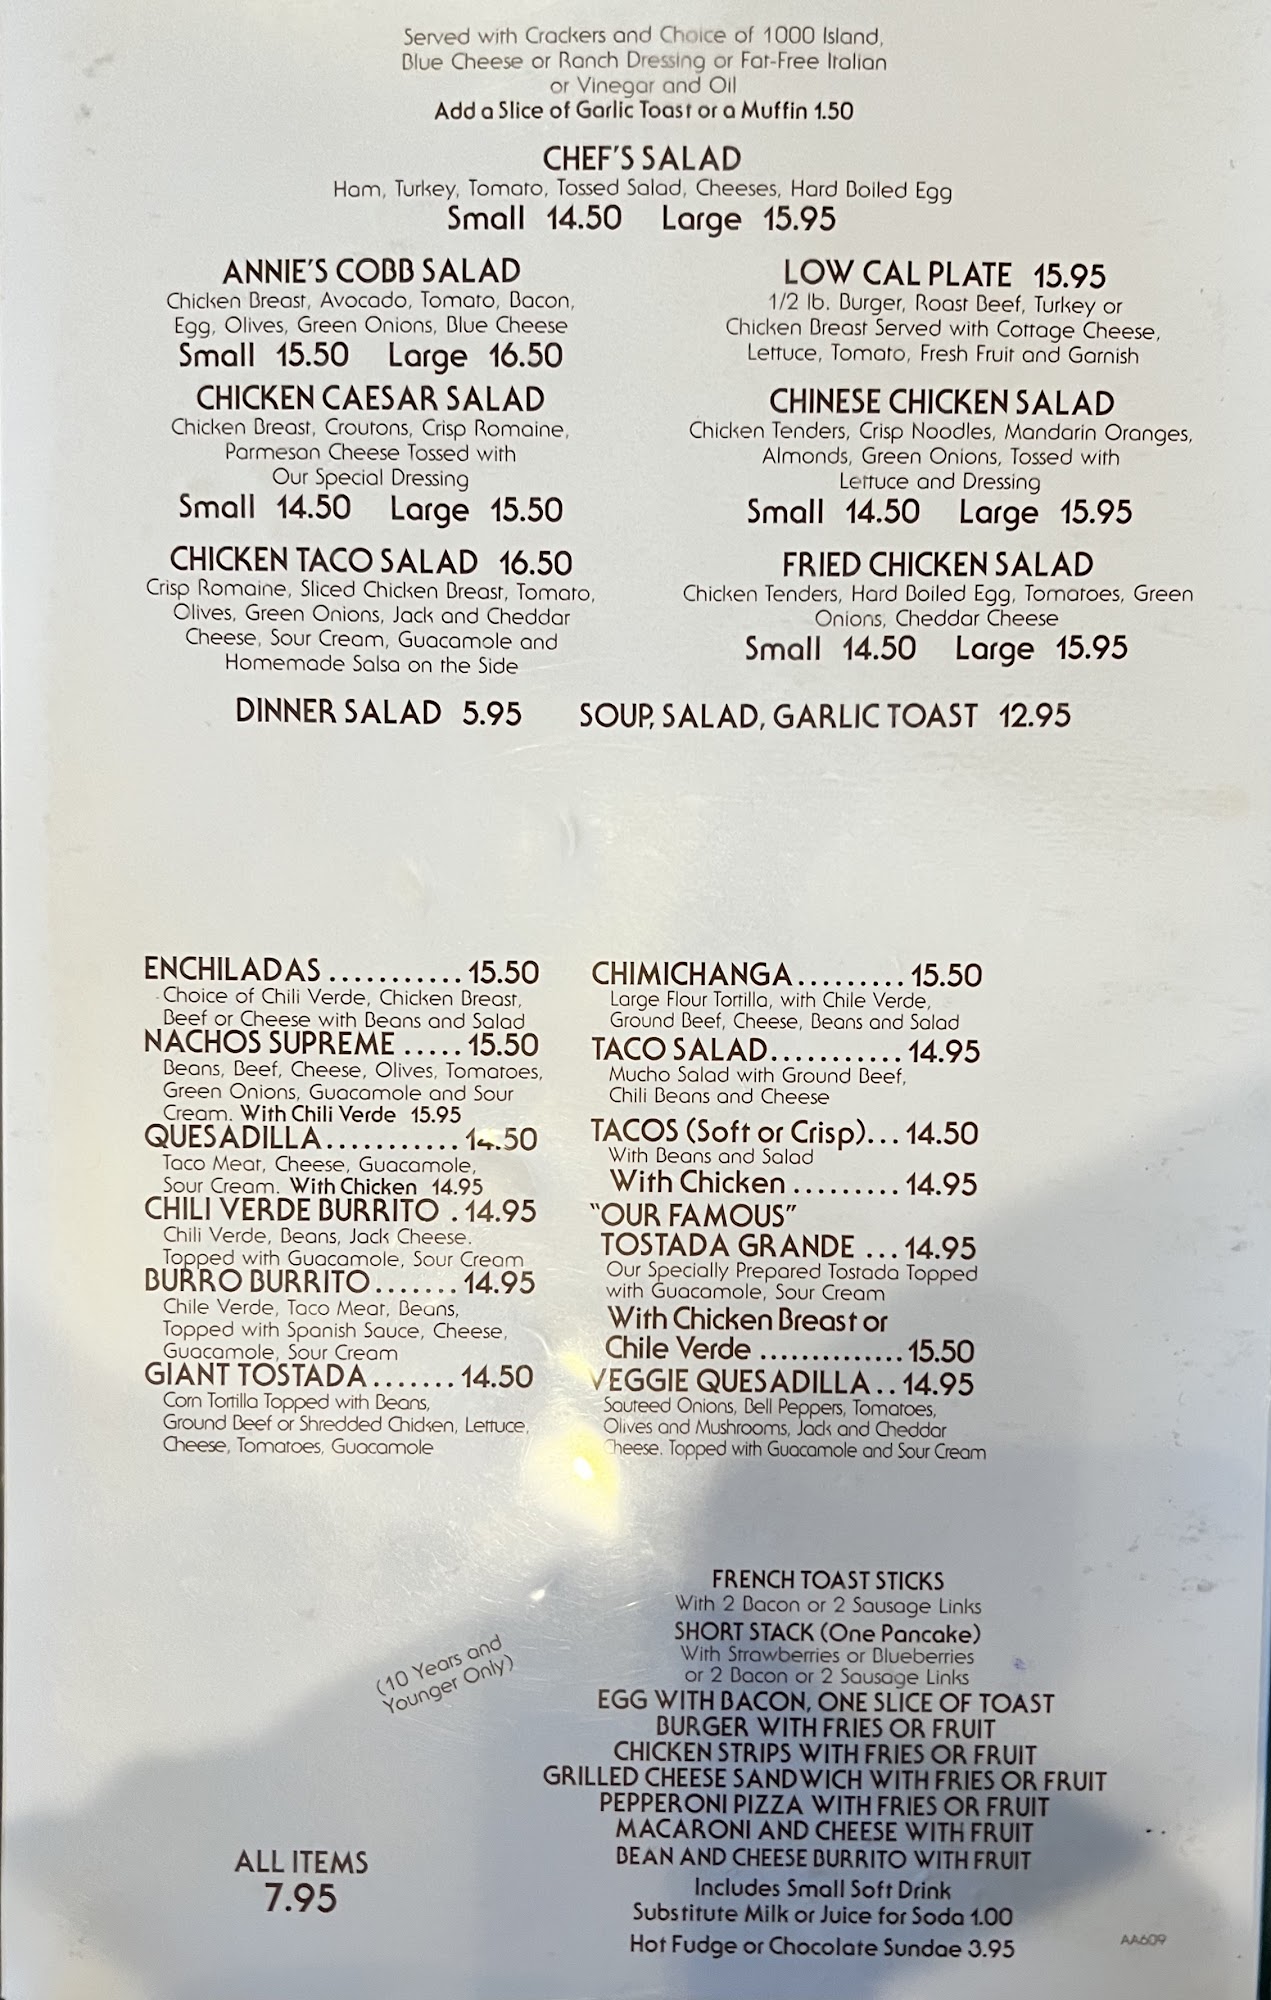 Served with Crackers and Choice of 1000 Island,
Blue Cheese or Ranch Dressing or Fat-Free Italian
or Vinegar and Oil
Add a Slice of Garlic Toast or a Muffin 1.50
CHEF'S SALAD
Ham, Turkey, Tomato, Tossed Salad, Cheeses, Hard Boiled Egg
Small 14.50 Large 15.95
ANNIE'S COBB SALAD
Chicken Breast, Avocado, Tomato, Bacon,
Egg, Olives, Green Onions, Blue Cheese
Small 15.50 Large 16.50
CHICKEN CAESAR SALAD
Chicken Breast, Croutons, Crisp Romaine,
Parmesan Cheese Tossed with
Our Special Dressing
Small 14.50 Large 15.50
CHICKEN TACO SALAD 16.50
Crisp Romaine, Sliced Chicken Breast, Tomato,
Olives, Green Onions, Jack and Cheddar
Cheese, Sour Cream, Guacamole and
Homemade Salsa on the Side
LOW CAL PLATE 15.95
1/2 lb. Burger, Roast Beef, Turkey or
Chicken Breast Served with Cottage Cheese,
Lettuce, Tomato, Fresh Fruit and Garnish
CHINESE CHICKEN SALAD
Chicken Tenders, Crisp Noodles, Mandarin Oranges,
Almonds, Green Onions, Tossed with
Lettuce and Dressing
Small 14.50 Large 15.95
FRIED CHICKEN SALAD
Chicken Tenders, Hard Boiled Egg, Tomatoes, Green
Onions, Cheddar Cheese
Small 14.50 Large 15.95
DINNER SALAD 5.95 SOUP, SALAD, GARLIC TOAST 12.95
ENCHILADAS...........15.50
Choice of Chili Verde, Chicken Breast,
Beef or Cheese with Beans and Salad
NACHOS SUPREME.....15.50
Beans, Beef, Cheese, Olives, Tomatoes,
Green Onions, Guacamole and Sour
Cream. With Chili Verde 15.95
QUESADILLA...........14.50
Taco Meat, Cheese, Guacamole,
Sour Cream. With Chicken 14.95
CHILI VERDE BURRITO .14.95
Chili Verde, Beans, Jack Cheese.
Topped with Guacamole, Sour Cream
BURRO BURRITO.......14.95
Chile Verde, Taco Meat, Beans,
Topped with Spanish Sauce, Cheese,
Guacamole, Sour Cream
GIANT TOSTADA.......14.50
Corn Tortilla Topped with Beans,
Ground Beef or Shredded Chicken, Lettuce,
Cheese, Tomatoes, Guacamole
CHIMICHANGA.........15.50
Large Flour Tortilla, with Chile Verde,
Ground Beef, Cheese, Beans and Salad
TACO SALAD...........14.95
Mucho Salad with Ground Beef,
Chili Beans and Cheese
TACOS (Soft or Crisp)...14.50
With Beans and Salad
With Chicken.........14.95
"OUR FAMOUS"
TOSTADA GRANDE ...14.95
Our Specially Prepared Tostada Topped
with Guacamole, Sour Cream
With Chicken Breast or
Chile Verde ..............15.50
VEGGIE QUESADILLA..14.95
Sauteed Onions, Bell Peppers, Tomatoes,
Olives and Mushrooms, Jack and Cheddar
Cheese. Topped with Guacamole and Sour Cream
(10 Years and
Younger Only)
ALL ITEMS
7.95
FRENCH TOAST STICKS
With 2 Bacon or 2 Sausage Links
SHORT STACK (One Pancake)
With Strawberries or Blueberries
or 2 Bacon or 2 Sausage Links
EGG WITH BACON, ONE SLICE OF TOAST
BURGER WITH FRIES OR FRUIT
CHICKEN STRIPS WITH FRIES OR FRUIT
GRILLED CHEESE SANDWICH WITH FRIES OR FRUIT
PEPPERONI PIZZA WITH FRIES OR FRUIT
MACARONI AND CHEESE WITH FRUIT
BEAN AND CHEESE BURRITO WITH FRUIT
Includes Small Soft Drink
Substitute Milk or Juice for Soda 1.00
Hot Fudge or Chocolate Sundae 3.95
AA609